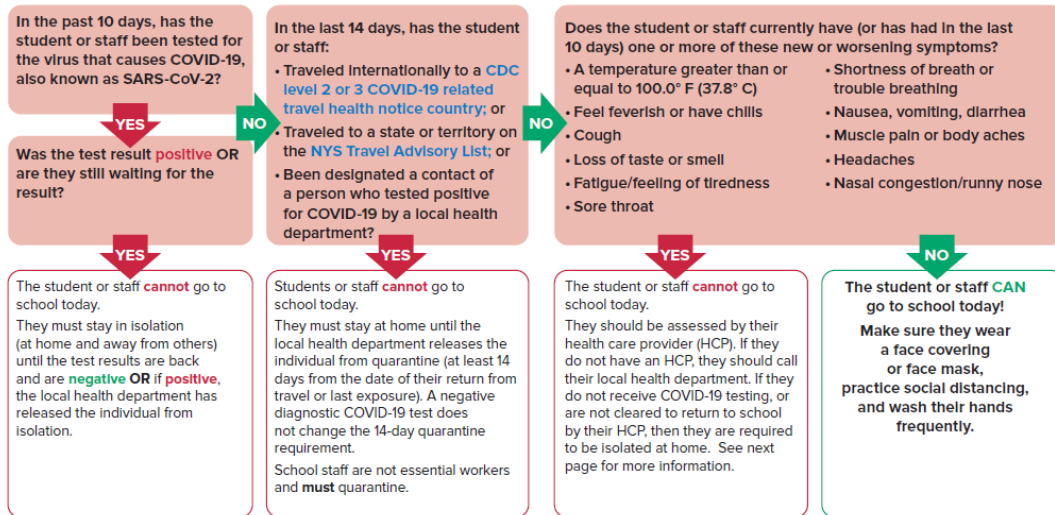 In the past 10 days, has the
student or staff been tested for
the virus that causes COVID-19,
also known as SARS-CoV-2?
YES
Was the test result positive OR
are they still waiting for the
result?
YES
The student or staff cannot go to
school today.
They must stay in isolation
(at home and away from others)
until the test results are back
and are negative OR if positive,
the local health department has
released the individual from
isolation.
NO
In the last 14 days, has the student
or staff:
• Traveled internationally to a CDC
level 2 or 3 COVID-19 related
travel health notice country; or
• Traveled to a state or territory on
the NYS Travel Advisory List; or
• Been designated a contact of
a person who tested positive
for COVID-19 by a local health
department?
YES
Students or staff cannot go to
school today.
They must stay at home until the
local health department releases the
individual from quarantine (at least 14
days from the date of their return from
travel or last exposure). A negative
diagnostic COVID-19 test does
not change the 14-day quarantine
requirement.
School staff are not essential workers
and must quarantine.
NO
Does the student or staff currently have (or has had in the last
10 days) one or more of these new or worsening symptoms?
• A temperature greater than or
equal to 100.0° F (37.8° C)
• Feel feverish or have chills
• Cough
• Loss of taste or smell
• Fatigue/feeling of tiredness
• Sore throat
• Shortness of breath or
trouble breathing
• Nausea, vomiting, diarrhea
• Muscle pain or body aches
• Headaches
• Nasal congestion/runny nose
YES
The student or staff cannot go to
school today.
They should be assessed by their
health care provider (HCP). If they
do not have an HCP, they should call
their local health department. If they
do not receive COVID-19 testing, or
are not cleared to return to school
by their HCP, then they are required
to be isolated at home. See next
page for more information.
NO
The student or staff CAN
go to school today!
Make sure they wear
a face covering
or face mask,
practice social distancing,
and wash their hands
frequently.